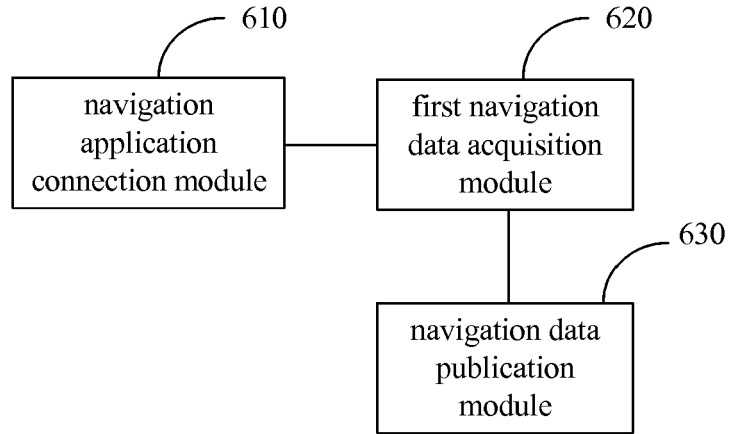 610
620
navigation
application
connection module
first navigation
data acquisition
module
630
navigation data
publication
module